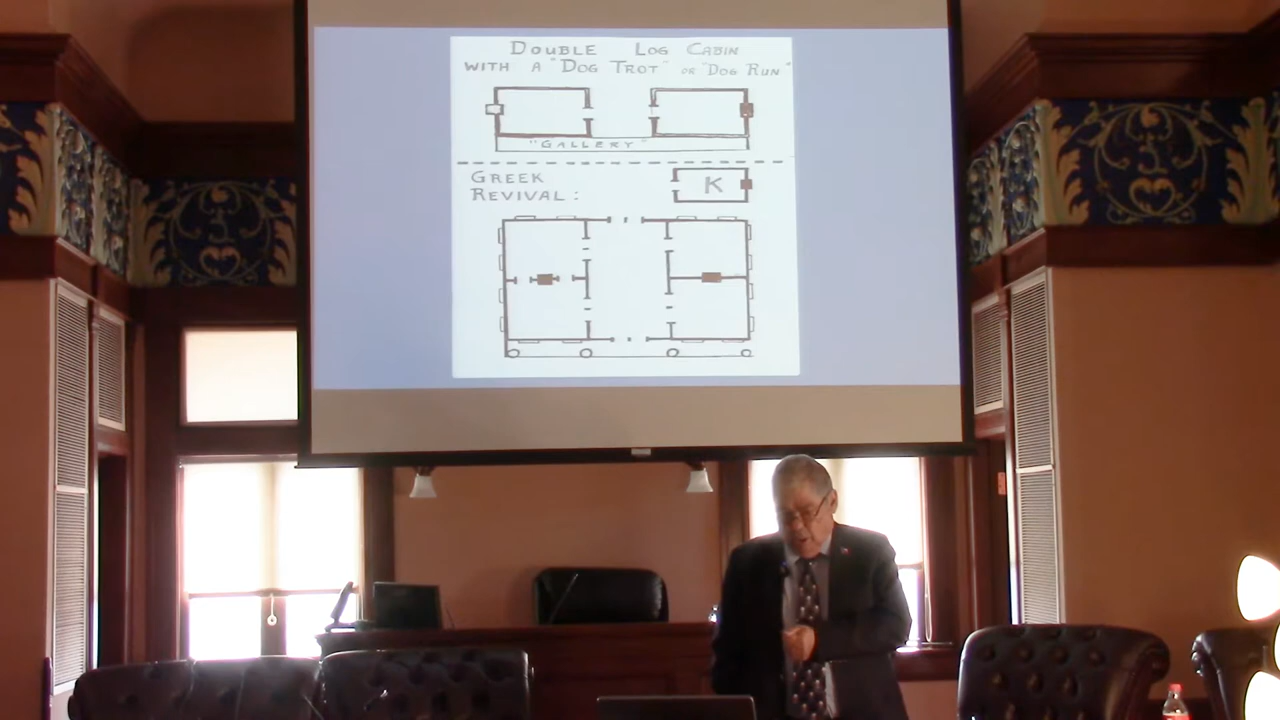 DOUBLE LOG CABIN
WITH A "DOG TROT" OR "DOG RUN"
"GALLERY"
GREEK
REVIVAL:
K